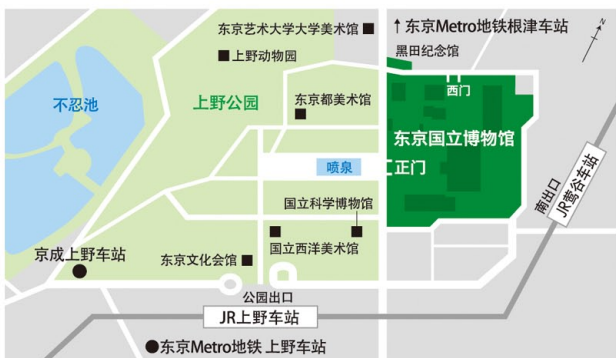 东京艺术大学大学美术馆
↑东京Metro地铁根津车站
黑田纪念馆
上野动物园
西门
不忍池
上野公园
东京都美术馆
东京国立博物馆
喷泉
正门
南出口
JR莺谷车站
国立科学博物馆
京成上野车站
东京文化会馆
国立西洋美术馆
公园出口
JR上野车站
东京Metro地铁 上野车站
N